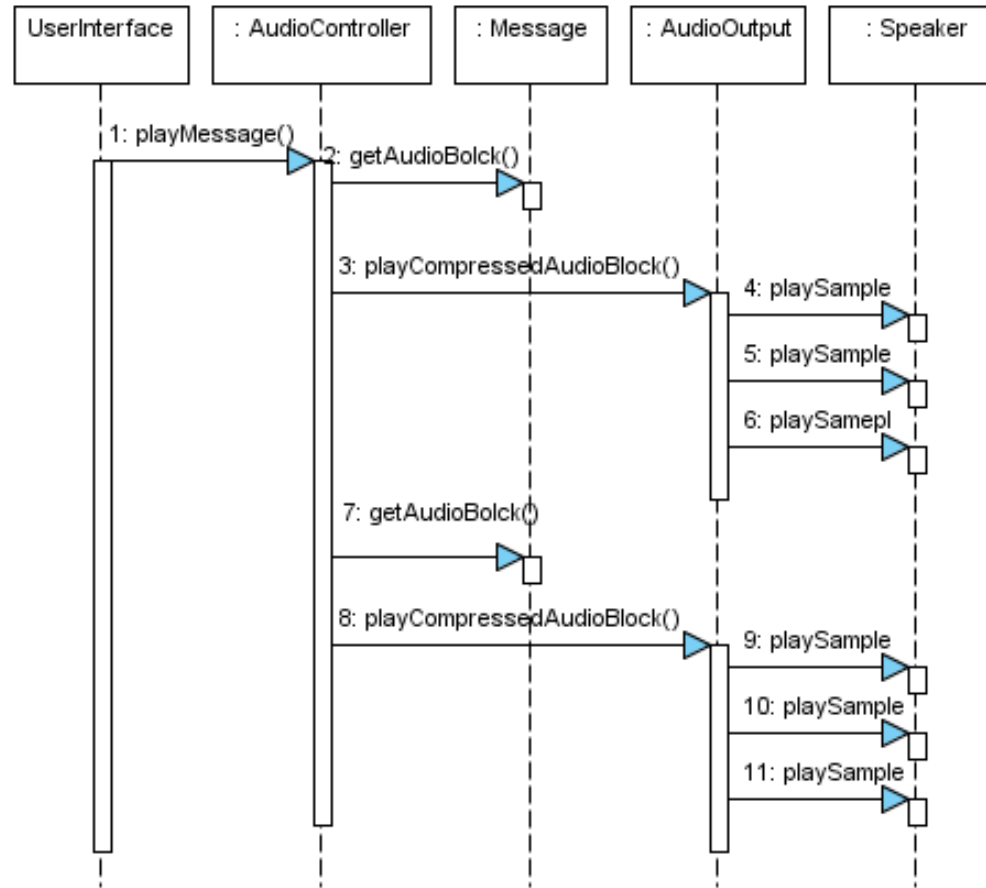 UserInterface
: AudioController
: Message
: AudioOutput
: Speaker
1: playMessage()
2: getAudioBolck()
3: playCompressedAudioBlock()
4: playSample
5: playSample
6: playSamepl
7: getAudioBolck()
8: playCompressedAudioBlock()
9: playSample
10: playSample
11: playSample